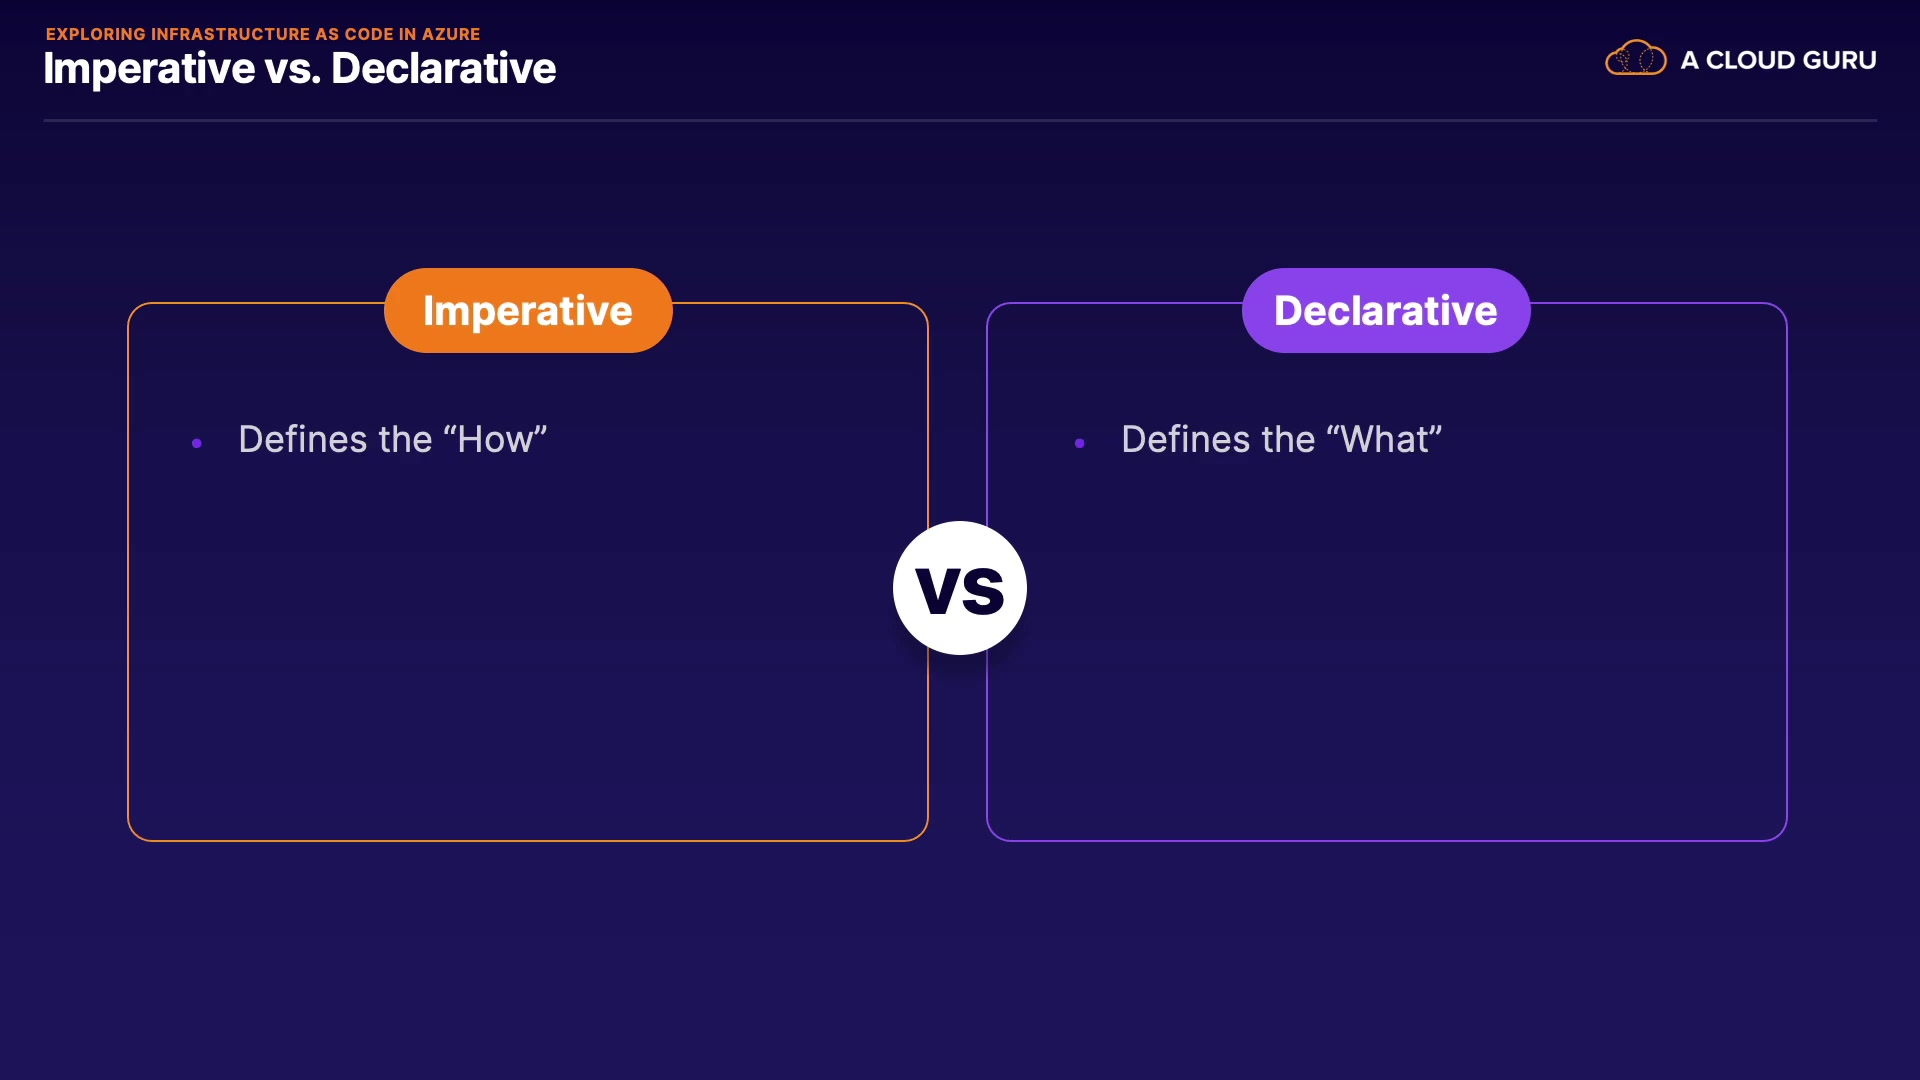 EXPLORING INFRASTRUCTURE AS CODE IN AZURE
Imperative vs. Declarative
A CLOUD GURU
Imperative
• Defines the “How”
VS
Declarative
• Defines the “What”